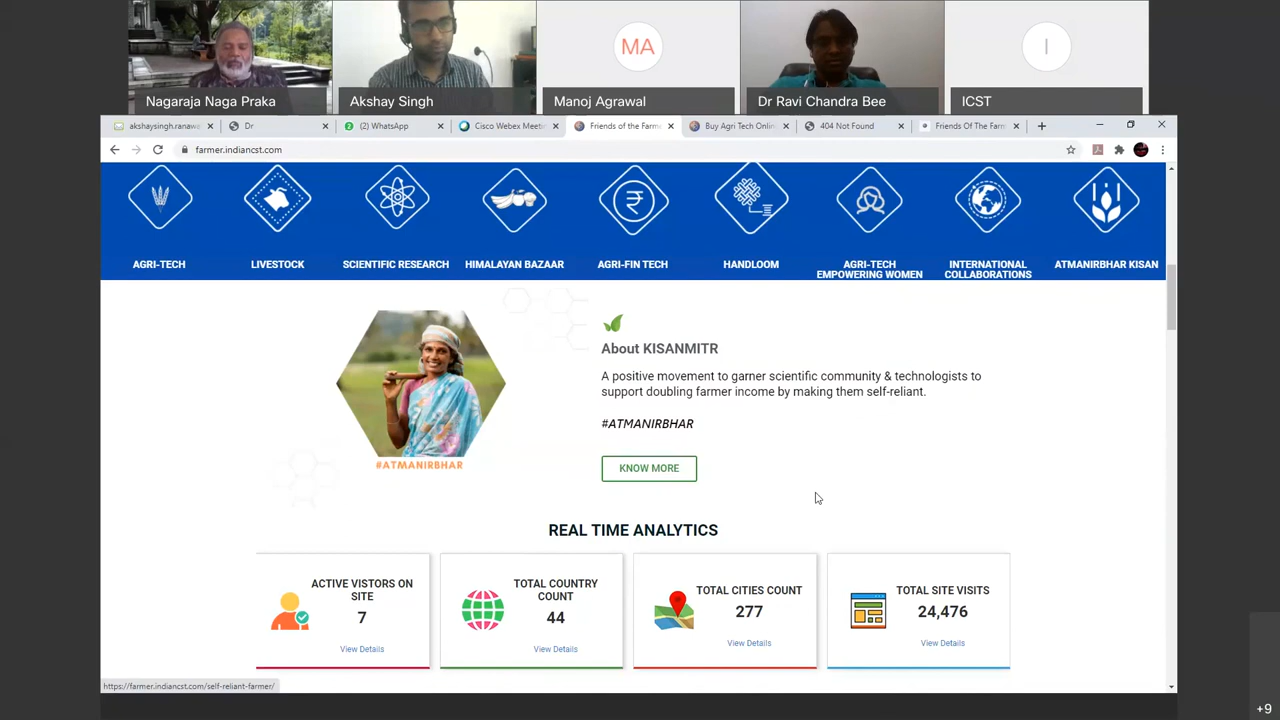 MA
I
Nagaraja Naga Praka
Akshay Singh
Manoj Agrawal
Dr Ravi Chandra Bee
ICST
akshaysingh.ranawa
Dr
(2) WhatsApp
Cisco Webex Meeti
Friends of the Farme
Buy Agri Tech Onlin
404 Not Found
Friends Of The Farm
farmer.indiancst.com
AGRI-TECH
LIVESTOCK
SCIENTIFIC RESEARCH
HIMALAYAN BAZAAR
AGRI-FIN TECH
HANDLOOM
AGRI-TECH
EMPOWERING WOMEN
INTERNATIONAL
COLLABORATIONS
ATMANIRBHAR KISAN
#ATMANIRBHAR
About KISANMITR
A positive movement to garner scientific community & technologists to
support doubling farmer income by making them self-reliant.
#ATMANIRBHAR
KNOW MORE
REAL TIME ANALYTICS
ACTIVE VISTORS ON
SITE
7
View Details
TOTAL COUNTRY
COUNT
44
View Details
TOTAL CITIES COUNT
277
View Details
TOTAL SITE VISITS
24,476
View Details
https://farmer.indiancst.com/self-reliant-farmer/
+9